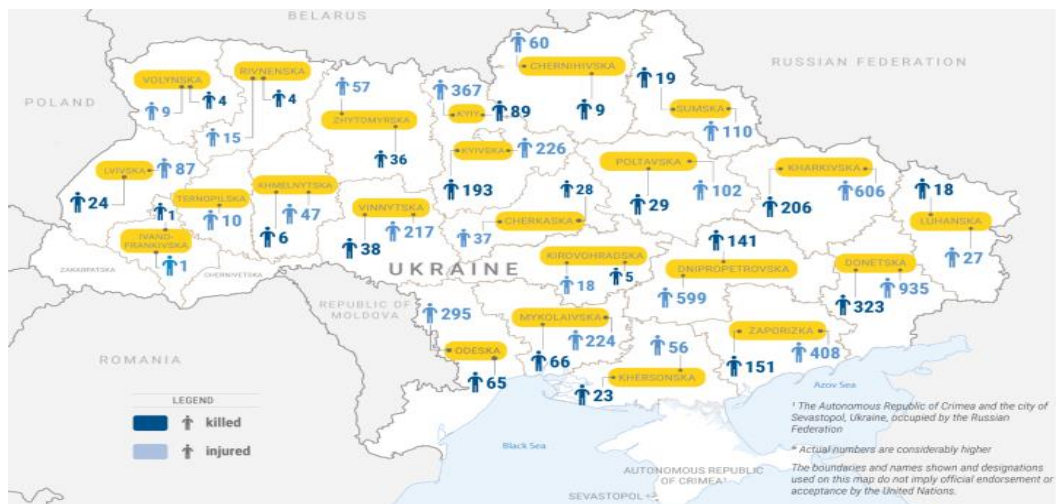 BELARUS
RUSSIAN FEDERATION
POLAND
60
CHERNIHIVSKA
9
19
SUMSKA
110
VOLYNSKA
9
4
RIVNENSKA
4
15
57
ZHYTOMYRSKA
36
367
KYIV
89
KYIVSKA
226
193
POLTAVSKA
102
29
KHARKIVSKA
606
206
18
LUHANSKA
27
LVIVSKA
87
24
TERNOPILSKA
1
10
KHMELNYTSKA
47
6
VINNYTSKA
217
38
28
CHERKASKA
37
IVANO-
FRANKIVSKA
1
ZAKARPATSKA
CHERNIVETSKA
UKRAINE
KIROVOHRADSKA
18
5
141
DNIPROPETROVSKA
599
DONETSKA
935
323
REPUBLIC OF
MOLDOVA
295
ODESKA
65
MYKOLAIVSKA
224
66
56
KHERSONSKA
23
ZAPORIZKA
151
408
ROMANIA
LEGEND
killed
injured
Black Sea
Azov Sea
AUTONOMOUS REPUBLIC
OF CRIMEA¹
SEVASTOPOL
¹ The Autonomous Republic of Crimea and the city of
Sevastopol, Ukraine, occupied by the Russian
Federation
* Actual numbers are considerably higher
The boundaries and names shown and designations
used on this map do not imply official endorsement or
acceptance by the United Nations.